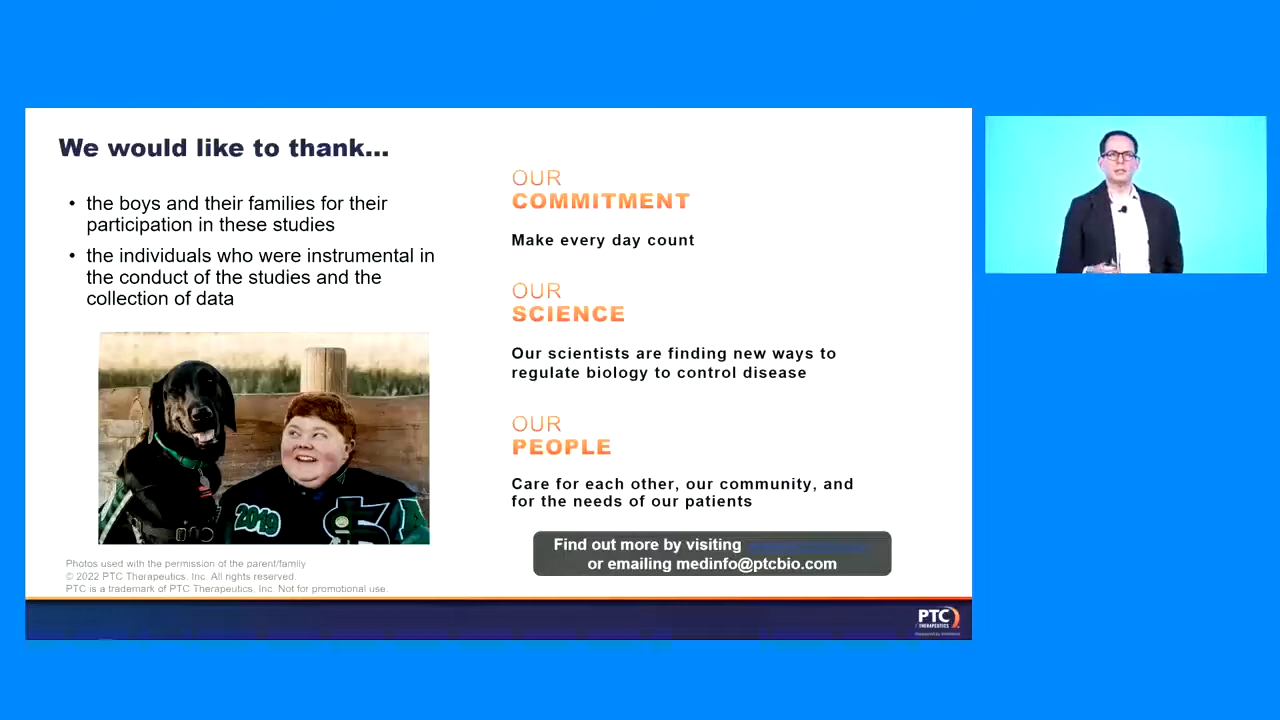 We would like to thank...
• the boys and their families for their
participation in these studies
• the individuals who were instrumental in
the conduct of the studies and the
collection of data
2019
Photos used with the permission of the parent/family
© 2022 PTC Therapeutics, Inc. All rights reserved.
PTC is a trademark of PTC Therapeutics, Inc. Not for promotional use.
OUR
COMMITMENT
Make every day count
OUR
SCIENCE
Our scientists are finding new ways to
regulate biology to control disease
OUR
PEOPLE
Care for each other, our community, and
for the needs of our patients
Find out more by visiting
or emailing medinfo@ptcbio.com
PTC
THERAPEUTICS